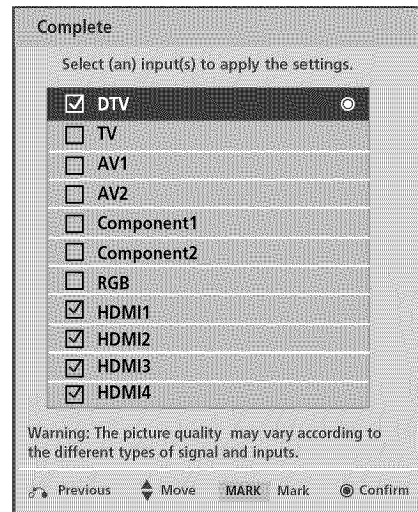 Complete
Select (an) input(s) to apply the settings.
DTV
TV
AV1
AV2
Component1
Component2
RGB
HDMI1
HDMI2
HDMI3
HDMI4
Warning: The picture quality may vary according to
the different types of signal and inputs.
Previous Move MARK Mark Confirm